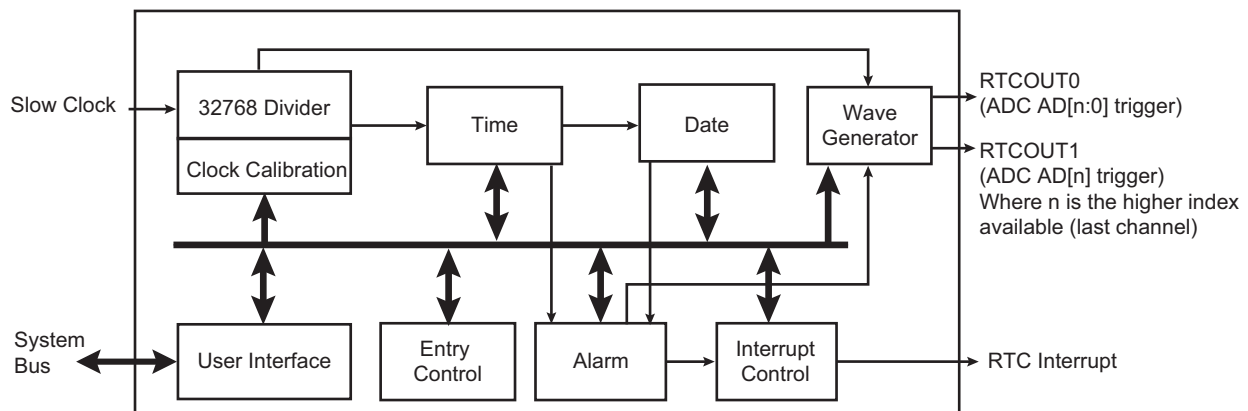 Slow Clock
32768 Divider
Clock Calibration
Time
Date
Wave
Generator
RTCOUT0
(ADC AD[n:0] trigger)
RTCOUT1
(ADC AD[n] trigger)
Where n is the higher index
available (last channel)
System
Bus
User Interface
Entry
Control
Alarm
Interrupt
Control
RTC Interrupt